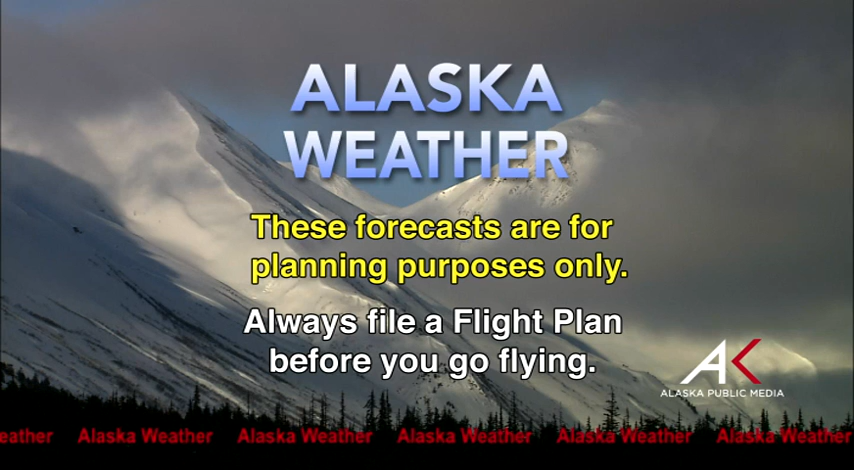 ALASKA
WEATHER
These forecasts are for
planning purposes only.
Always file a Flight Plan
before you go flying.
AK
ALASKA PUBLIC MEDIA
eather Alaska Weather Alaska Weather Alaska Weather Alaska Weather Alaska Weather